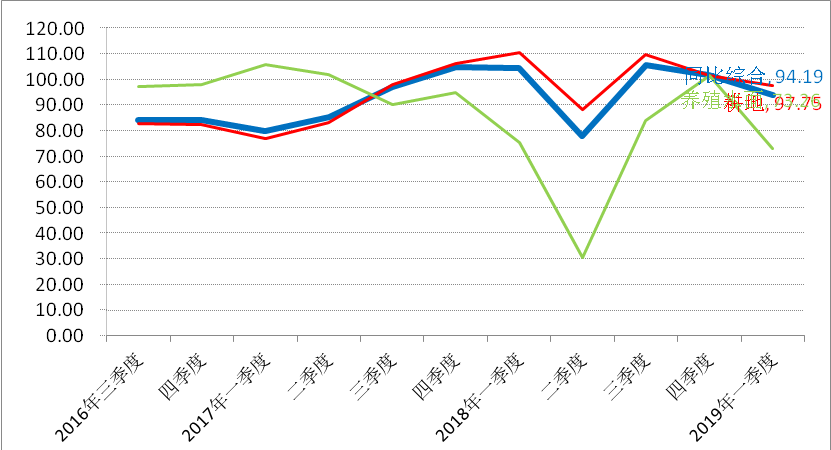 120.00
110.00
100.00
90.00
80.00
70.00
60.00
50.00
40.00
30.00
20.00
10.00
0.00
同比综合, 94.19
养殖
耕地, 97.75
2016年三季度
四季度
2017年一季度
二季度
三季度
四季度
2018年一季度
二季度
三季度
四季度
2019年一季度